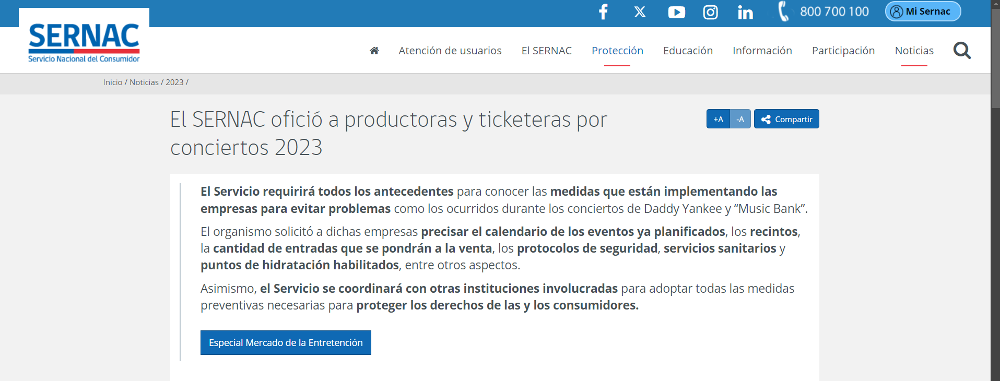 800 700 100
Mi Sernac
SERNAC
Servicio Nacional del Consumidor
Atención de usuarios
El SERNAC
Protección
Educación
Información
Participación
Noticias
Inicio / Noticias / 2023 /
El SERNAC ofició a productoras y ticketeras por
conciertos 2023
+A
-A
Compartir
El Servicio requirirá todos los antecedentes para conocer las medidas que están implementando las
empresas para evitar problemas como los ocurridos durante los conciertos de Daddy Yankee y “Music Bank”.
El organismo solicitó a dichas empresas precisar el calendario de los eventos ya planificados, los recintos,
la cantidad de entradas que se pondrán a la venta, los protocolos de seguridad, servicios sanitarios y
puntos de hidratación habilitados, entre otros aspectos.
Asimismo, el Servicio se coordinará con otras instituciones involucradas para adoptar todas las medidas
preventivas necesarias para proteger los derechos de las y los consumidores.
Especial Mercado de la Entretención